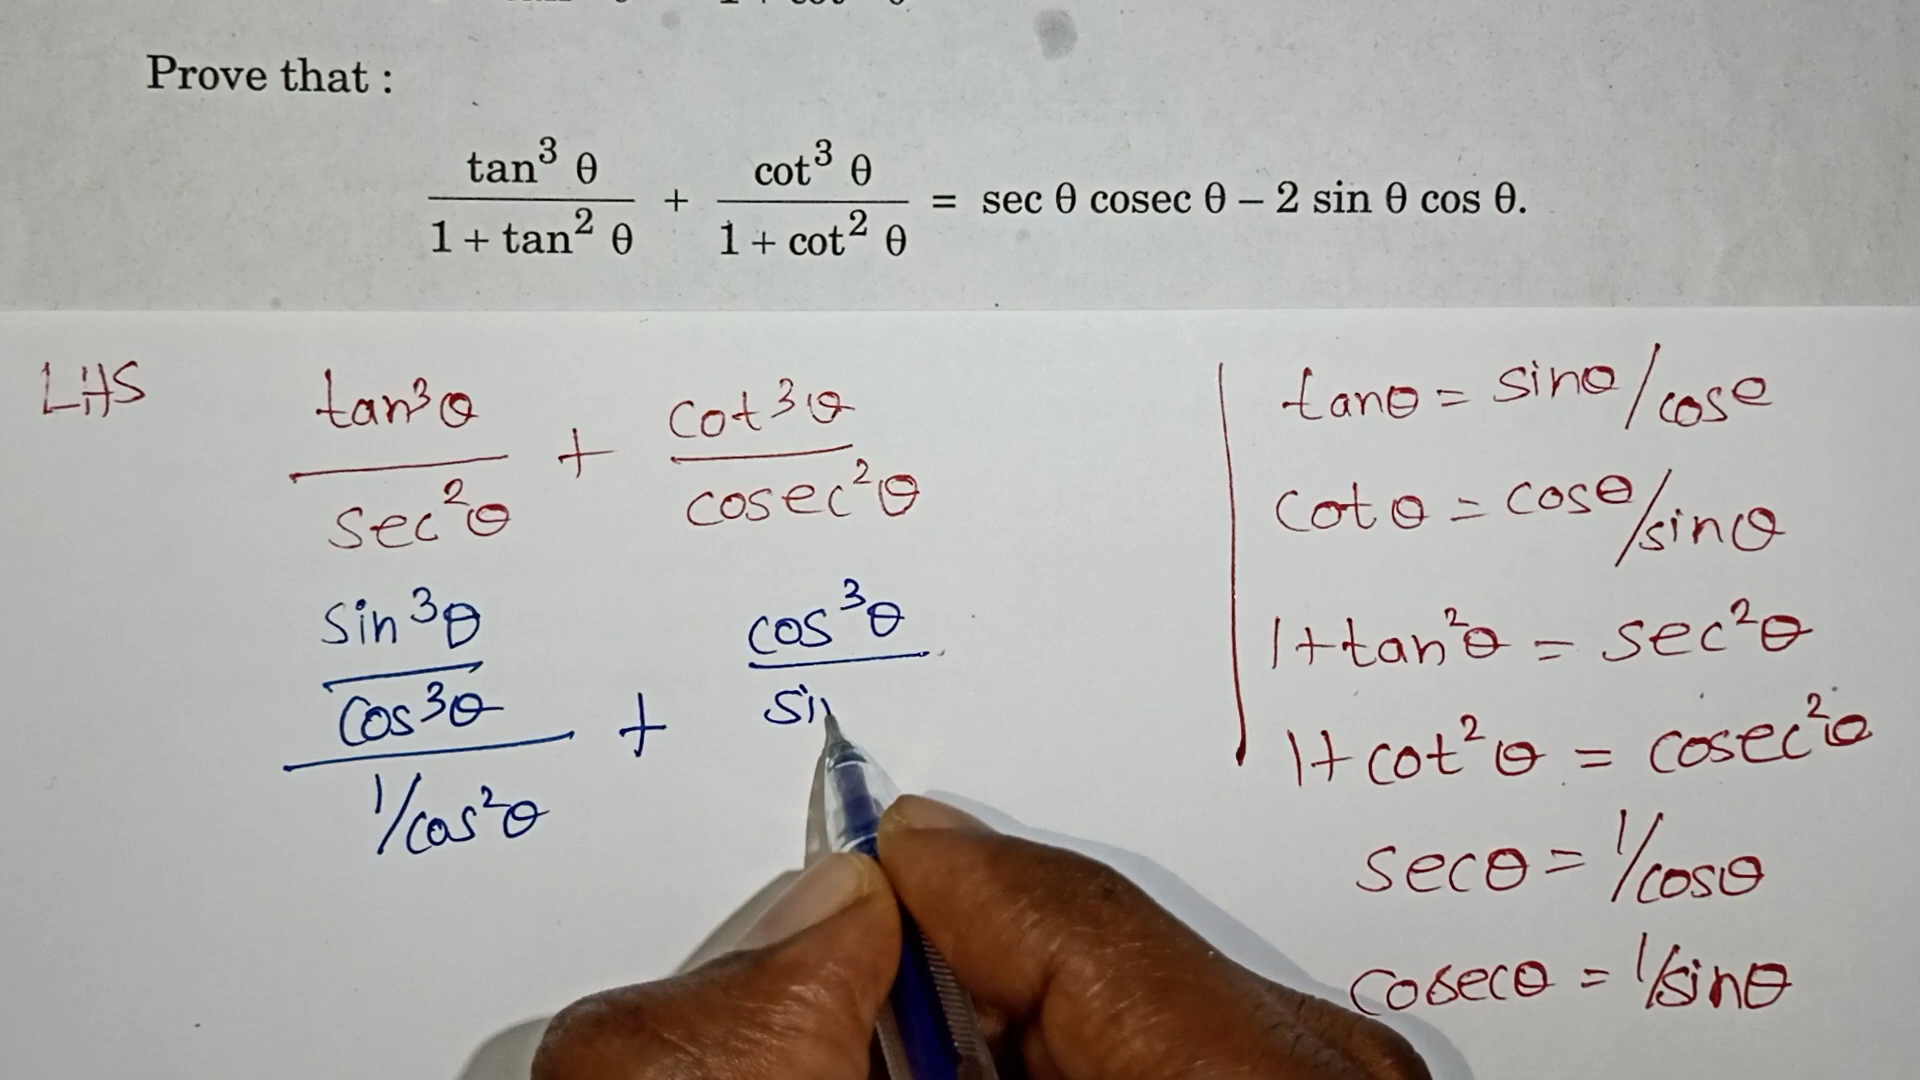 Prove that :
tan³ θ / 1 + tan² θ + cot³ θ / 1 + cot² θ = sec θ cosec θ – 2 sin θ cos θ.
LHS tan³θ / sec²θ + cot³θ / cosec²θ
sin³θ / cos³θ / 1/cos²θ + cos³θ / sin
tanθ = sinθ/cosθ
cotθ = cosθ/sinθ
1+tan²θ = sec²θ
1+cot²θ = cosec²θ
secθ = 1/cosθ
cosecθ = 1/sinθ